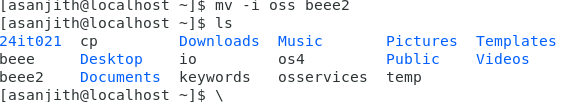 [asanjith@localhost ~]$ mv -i oss beee2
[asanjith@localhost ~]$ ls
24it021  cp         Downloads  Music       Pictures  Templates
beee     Desktop    io         os4         Public    Videos
beee2    Documents  keywords   osservices  temp
[asanjith@localhost ~]$ \